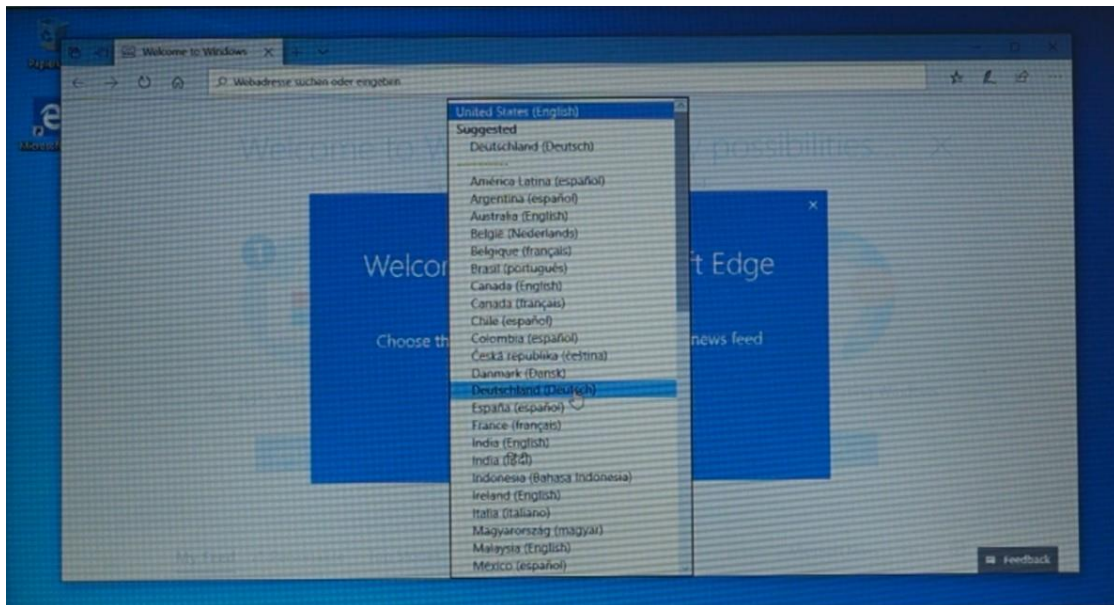 Welcome to Windows
Webadresse suchen oder eingeben
United States (English)
Suggested
Deutschland (Deutsch)
América Latina (español)
Argentina (español)
Australia (English)
België (Nederlands)
Belgique (français)
Brasil (português)
Canada (English)
Canada (français)
Chile (español)
Colombia (español)
Česká republika (čeština)
Danmark (Dansk)
Deutschland (Deutsch)
España (español)
France (français)
India (English)
India (हिंदी)
Indonesia (Bahasa Indonesia)
Ireland (English)
Italia (italiano)
Magyarország (magyar)
Malaysia (English)
México (español)
possibilities
Welcom
t Edge
Choose th
news feed
Feedback